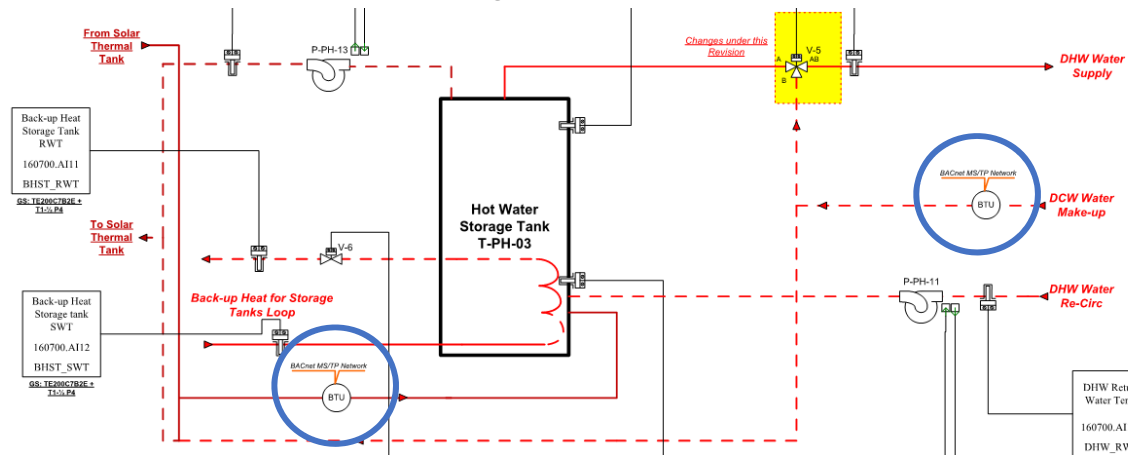 From Solar
Thermal
Tank
P-PH-13
Changes under this
Revision
V-5
A
AB
B
DHW Water
Supply
Back-up Heat
Storage Tank
RWT
160700.AI11
BHST_RWT
GS: TE200C7B2E +
T1-½ P4
BACnet MS/TP Network
BTU
DCW Water
Make-up
To Solar
Thermal
Tank
Hot Water
Storage Tank
T-PH-03
V-6
Back-up Heat for Storage
Tanks Loop
P-PH-11
DHW Water
Re-Circ
Back-up Heat
Storage tank
SWT
160700.AI12
BHST_SWT
GS: TE200C7B2E +
T1-½ P4
BACnet MS/TP Network
BTU
DHW Retu
Water Ten
160700.AI
DHW_RW